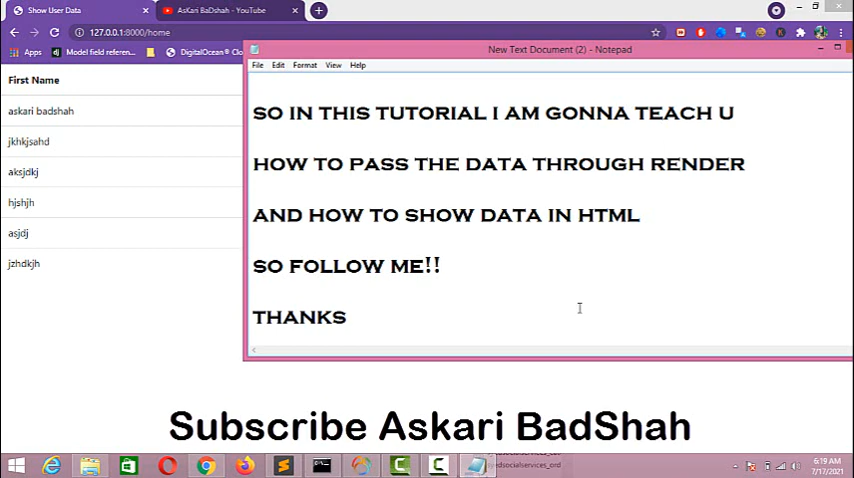 Show User Data
AsKari BaDshah - YouTube
127.0.0.1:8000/home
Apps
Model field referen...
DigitalOcean® Clo
New Text Document (2) - Notepad
File Edit Format View Help
First Name
askari badshah
jkhkjsahd
aksjdkj
hjshjh
asjdj
jzhdkjh
SO IN THIS TUTORIAL I AM GONNA TEACH U
HOW TO PASS THE DATA THROUGH RENDER
AND HOW TO SHOW DATA IN HTML
SO FOLLOW ME!!
THANKS
Subscribe Askari BadShah
edsocialservices_ord
6:19 AM
7/17/2021